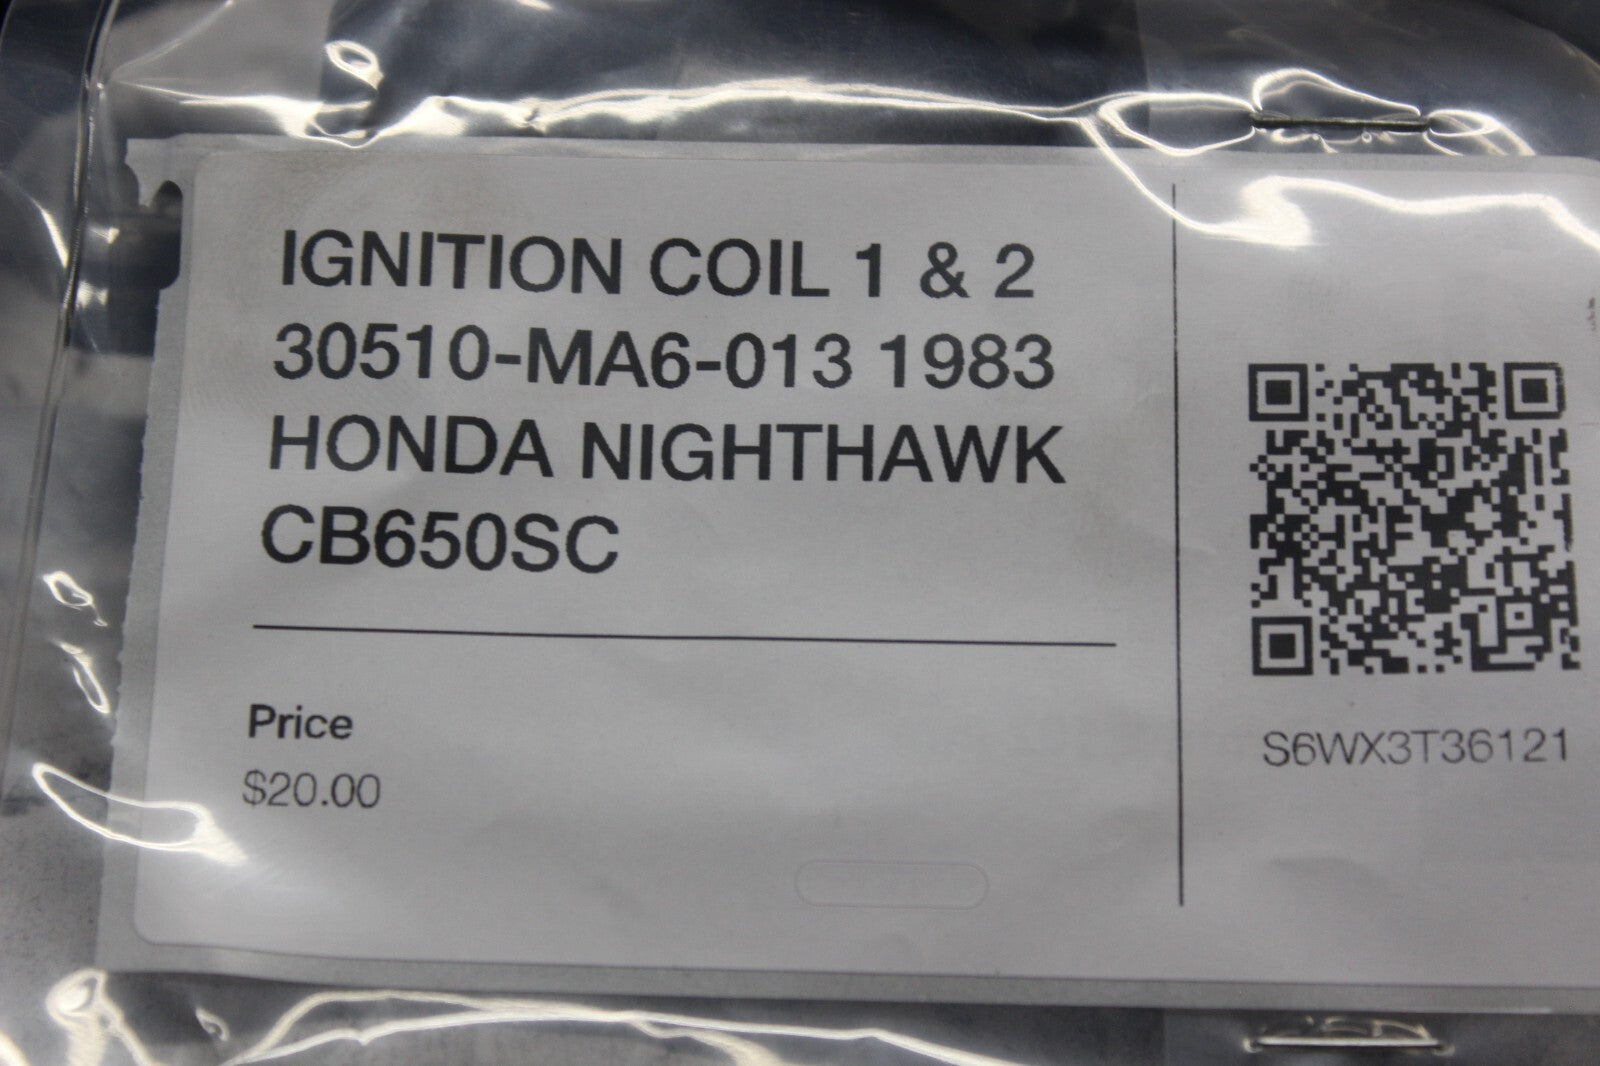 IGNITION COIL 1 & 2
30510-MA6-013 1983
HONDA NIGHTHAWK
CB650SC
Price
$20.00
S6WX3T36121